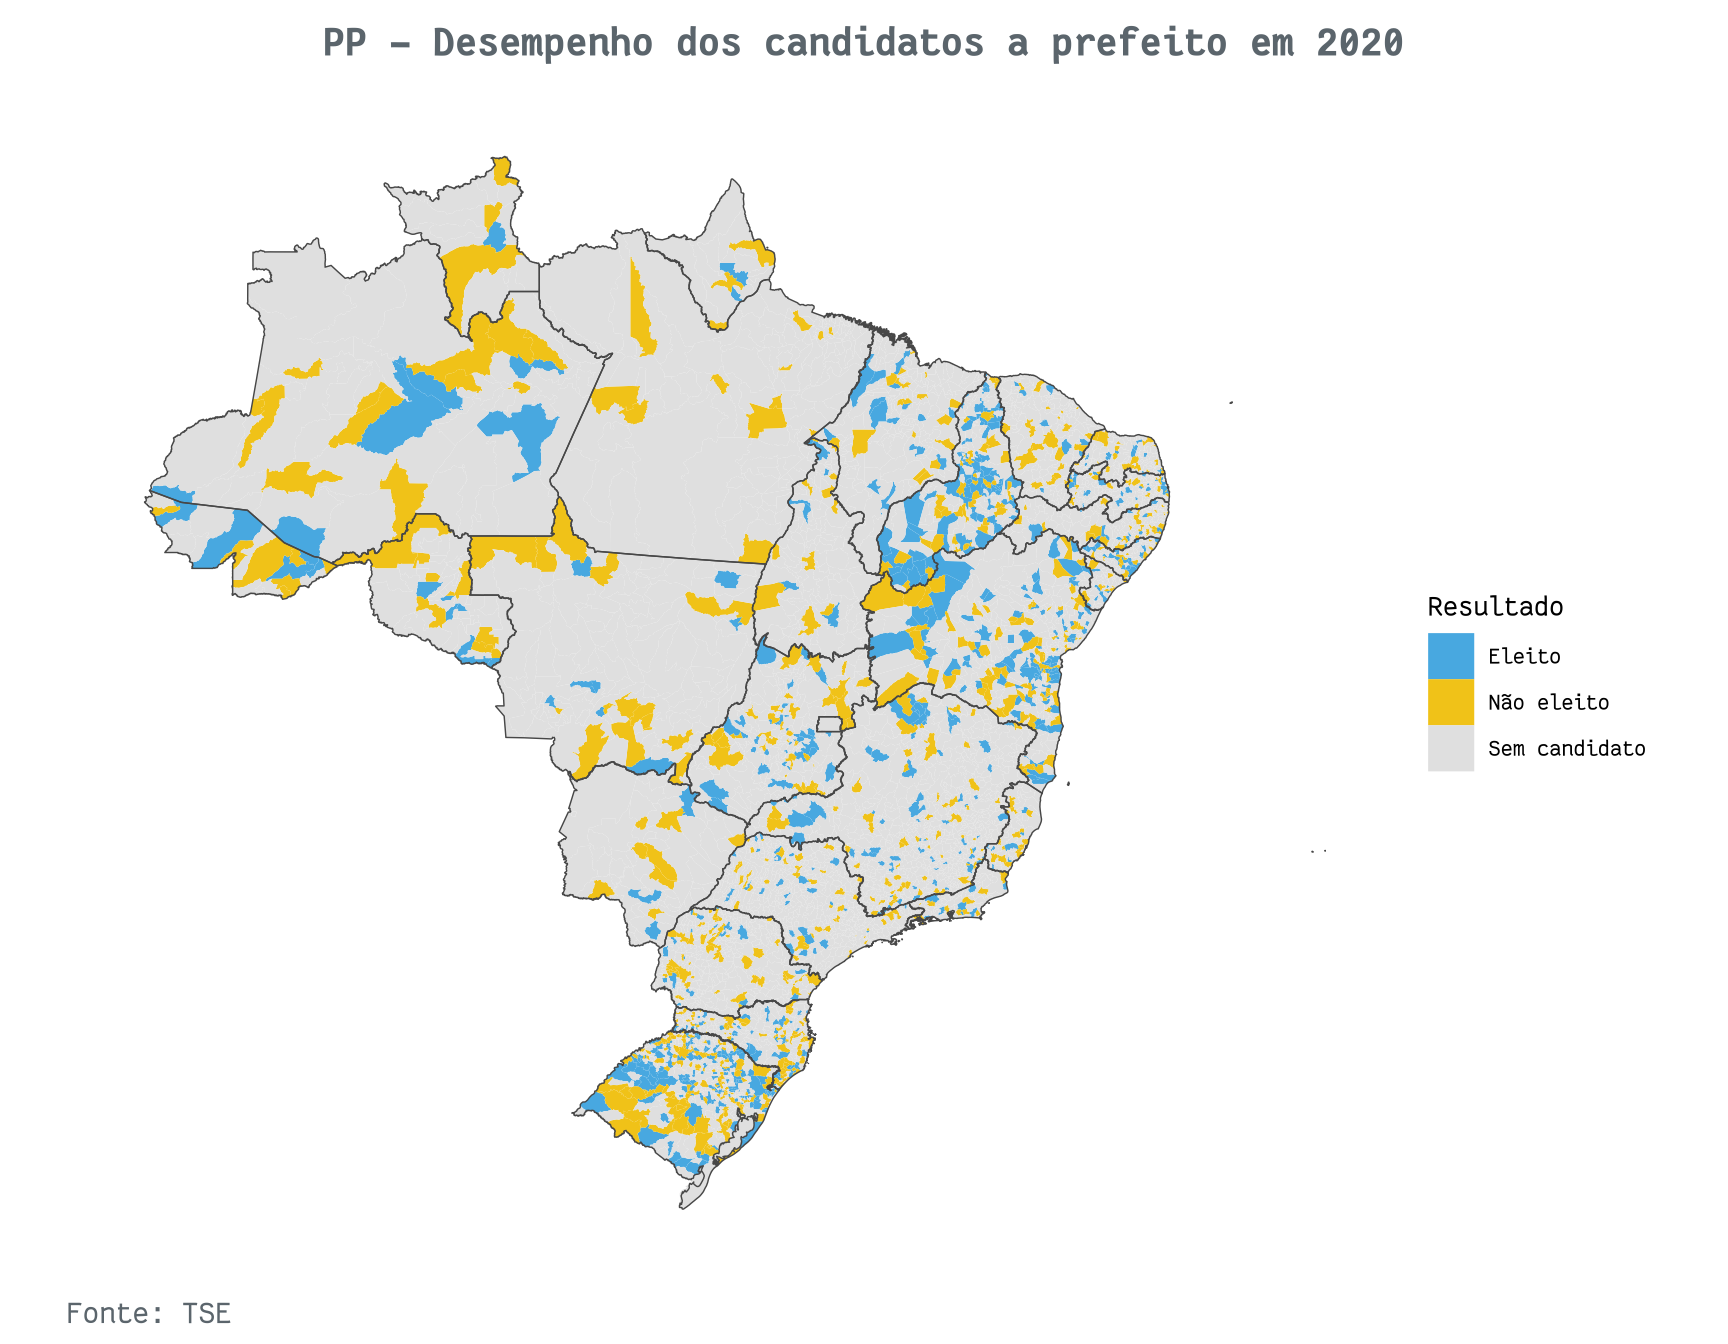 PP – Desempenho dos candidatos a prefeito em 2020
Resultado
Eleito
Não eleito
Sem candidato
Fonte: TSE